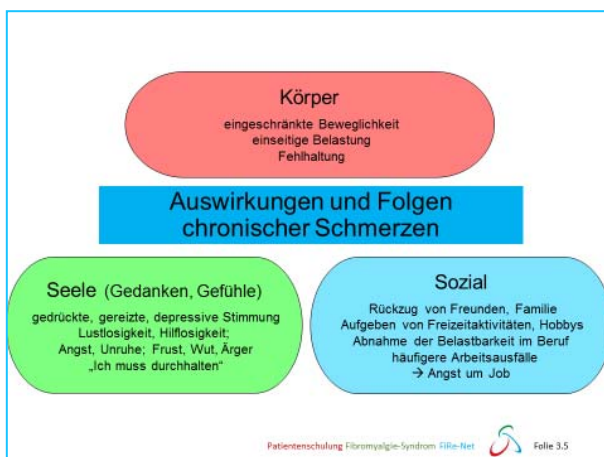 Körper
eingeschränkte Beweglichkeit
einseitige Belastung
Fehlhaltung
Auswirkungen und Folgen
chronischer Schmerzen
Seele (Gedanken, Gefühle)
gedrückte, gereizte, depressive Stimmung
Lustlosigkeit, Hilflosigkeit;
Angst, Unruhe; Frust, Wut, Ärger
„Ich muss durchhalten“
Sozial
Rückzug von Freunden, Familie
Aufgeben von Freizeitaktivitäten, Hobbys
Abnahme der Belastbarkeit im Beruf
häufigere Arbeitsausfälle
→ Angst um Job
Patientenschulung Fibromyalgie-Syndrom FiRe-Net Folie 3.5